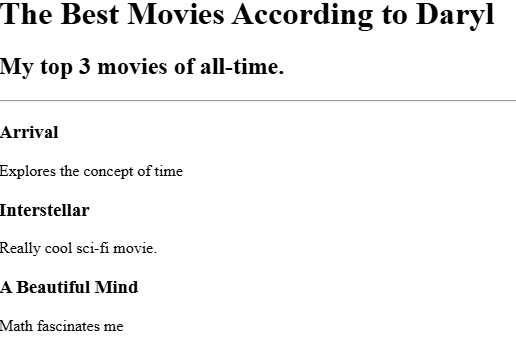 The Best Movies According to Daryl
My top 3 movies of all-time.
Arrival
Explores the concept of time
Interstellar
Really cool sci-fi movie.
A Beautiful Mind
Math fascinates me